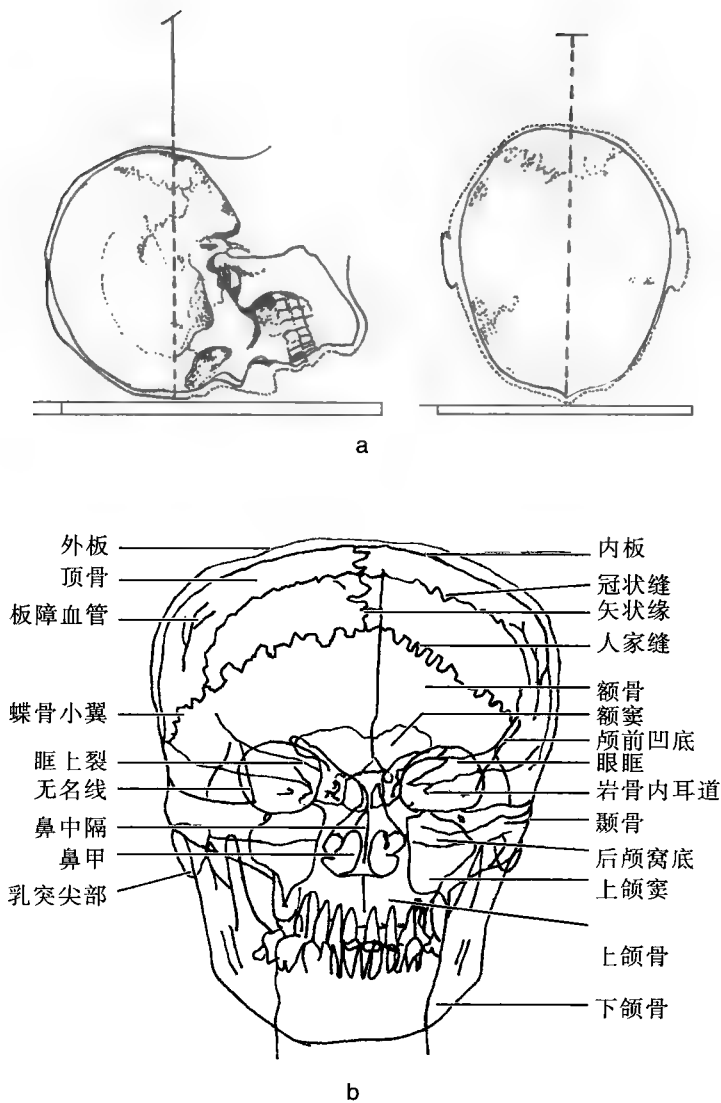 a
外板
顶骨
板障血管
蝶骨小翼
眶上裂
无名线
鼻中隔
鼻甲
乳突尖部
内板
冠状缝
矢状缘
人家缝
额骨
额窦
颅前凹底
眼眶
岩骨内耳道
颞骨
后颅窝底
上颌窦
上颌骨
下颌骨
b